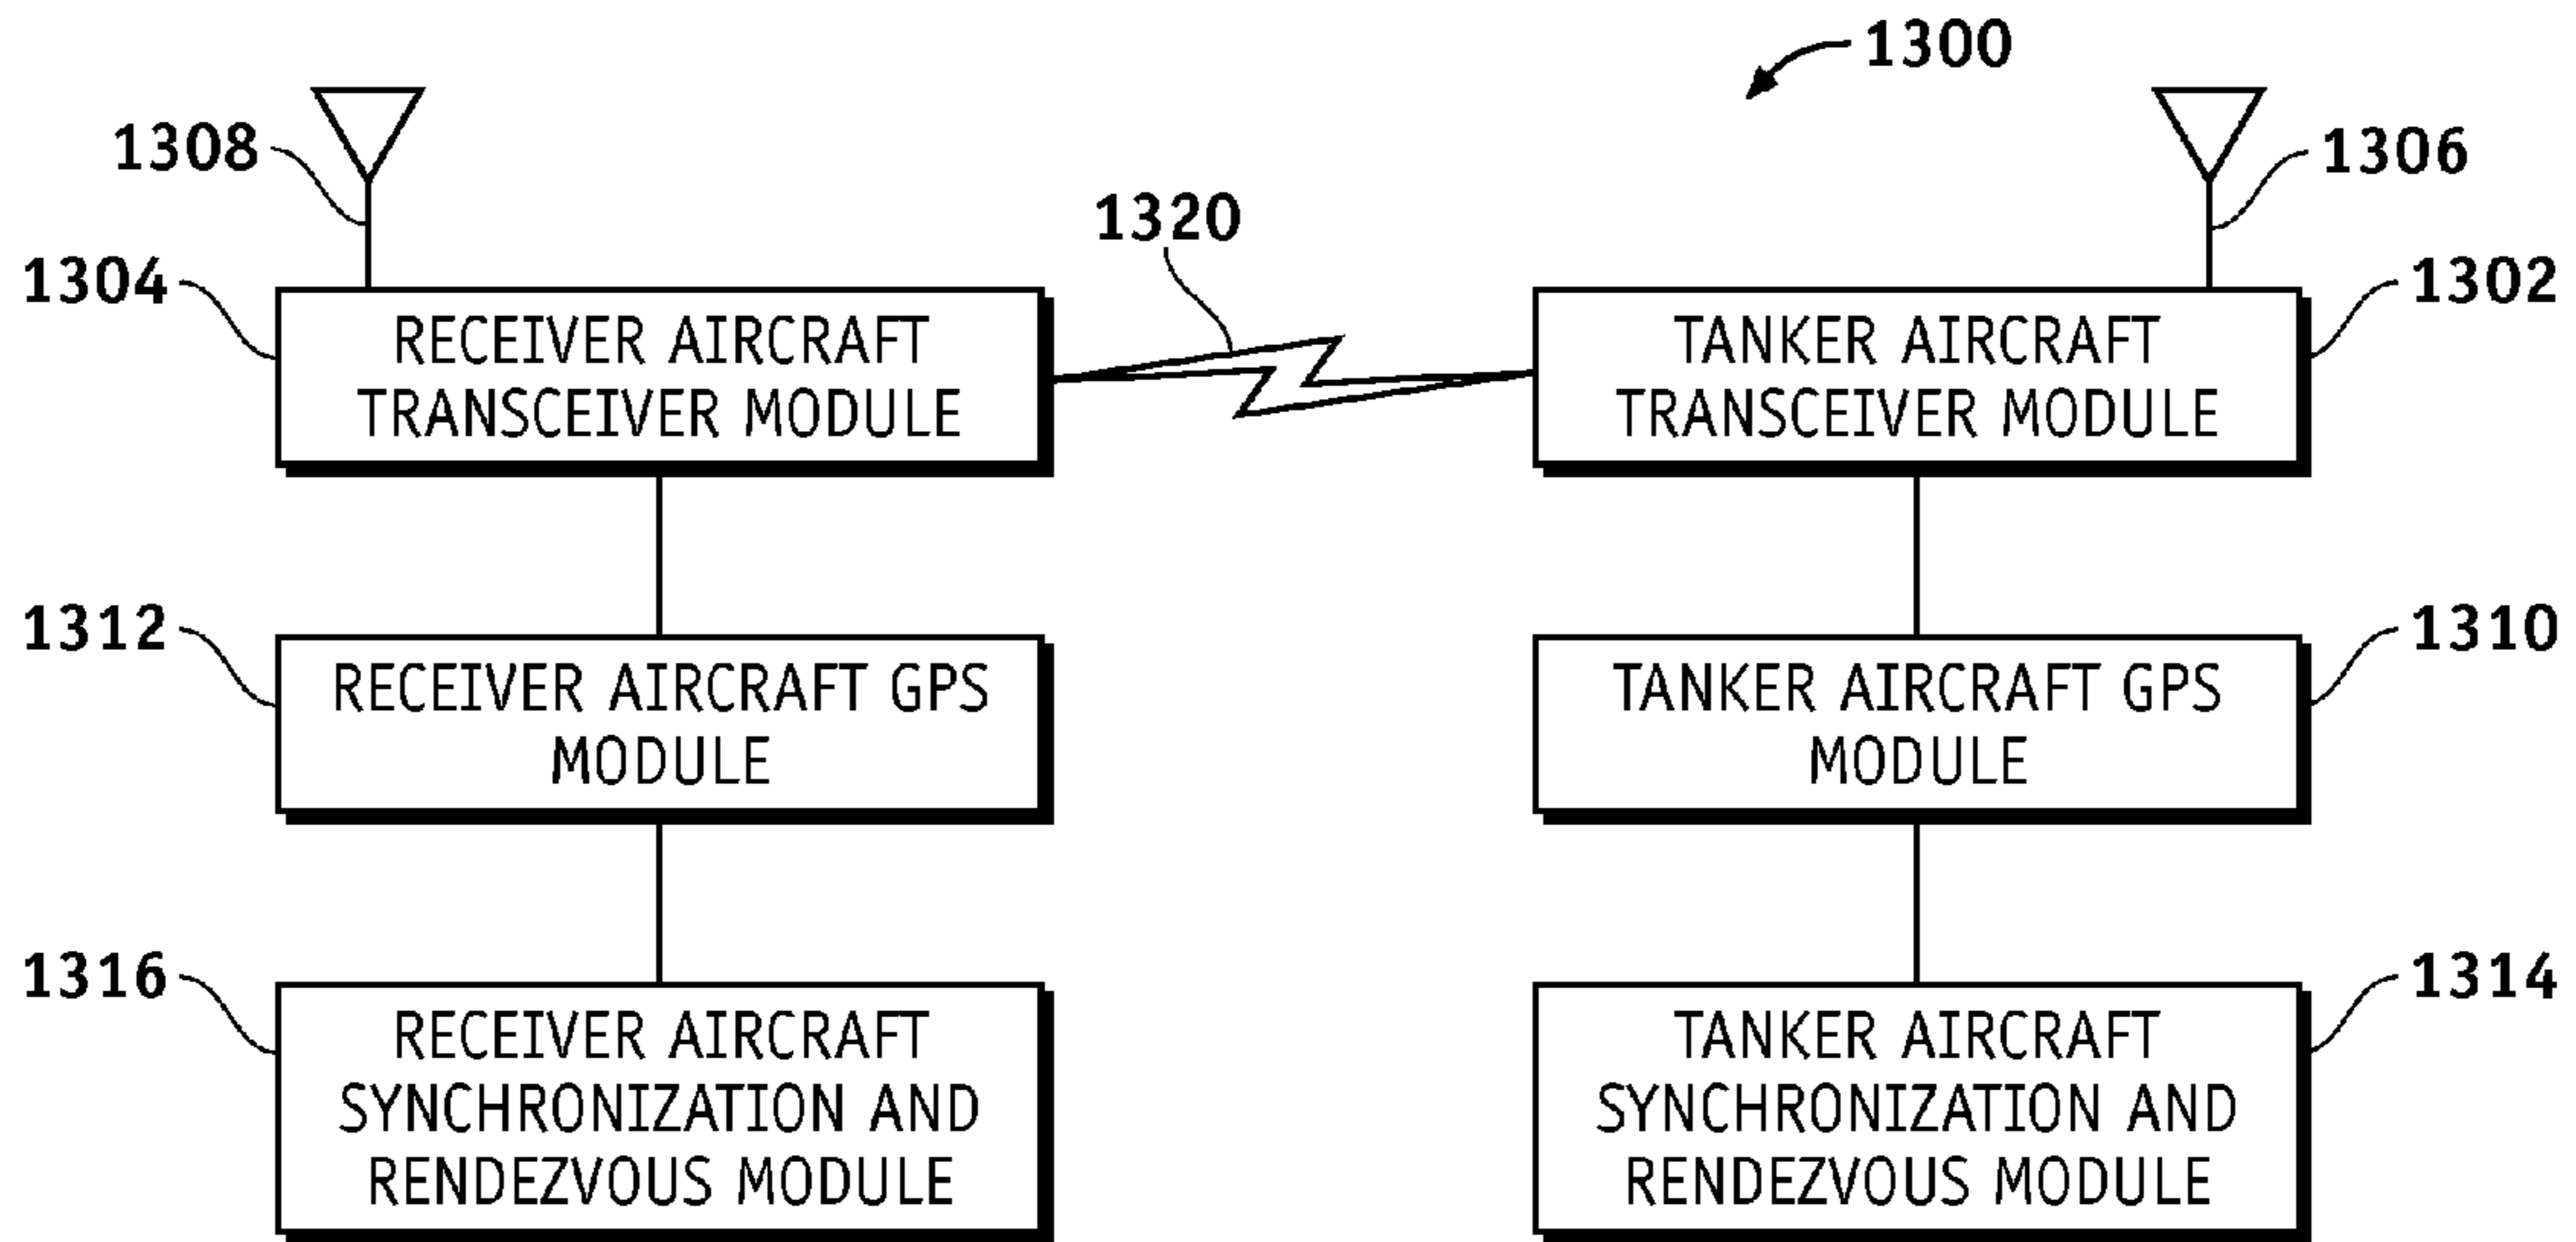 1300
1308
1306
1320
1304
RECEIVER AIRCRAFT
TRANSCEIVER MODULE
TANKER AIRCRAFT
TRANSCEIVER MODULE
1302
1312
RECEIVER AIRCRAFT GPS
MODULE
TANKER AIRCRAFT GPS
MODULE
1310
1316
RECEIVER AIRCRAFT
SYNCHRONIZATION AND
RENDEZVOUS MODULE
TANKER AIRCRAFT
SYNCHRONIZATION AND
RENDEZVOUS MODULE
1314